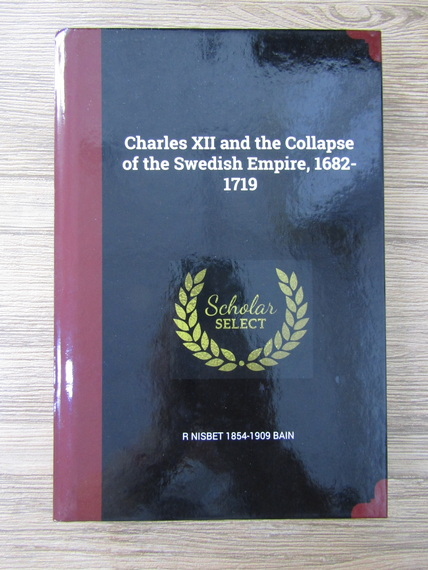 Charles XII and the Collapse
of the Swedish Empire, 1682-
1719
Scholar
SELECT
R NISBET 1854-1909 BAIN